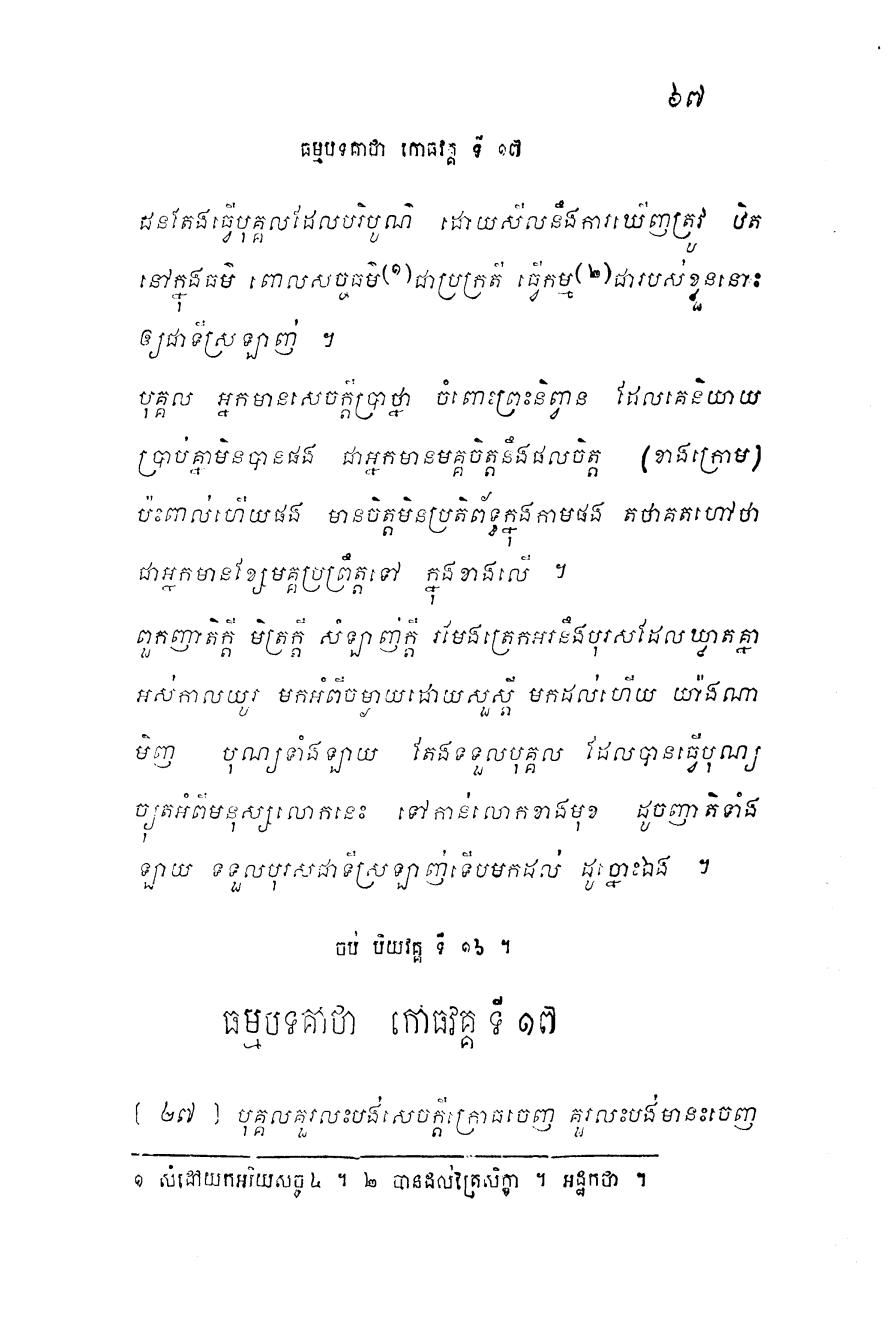 ៦៧
ធម្មបទគាថា កោធវគ្គ ទី ១៧
ជនតែងធ្វើបុគ្គលដែលបរិបូណ៌ ដោយសីលនឹងការឃើញត្រូវ ឋិត
នៅក្នុងធម៌ ពោលសច្ចធម៌(១)ជាប្រក្រតី ធ្វើកម្ម(២)ជារបស់ខ្លួននោះ
ឲ្យជាទីស្រឡាញ់ ។
បុគ្គល អ្នកមានសេចក្តីប្រាថ្នា ចំពោះព្រះនិព្វាន ដែលគេនិយាយ
ប្រាប់គ្នាមិនបានផង ជាអ្នកមានមគ្គចិត្តនឹងផលចិត្ត (ខាងក្រោម)
ប៉ះពាល់ហើយផង មានចិត្តមិនប្រតិព័ទ្ធក្នុងកាមផង តថាគតហៅថា
ជាអ្នកមានខ្សែមគ្គប្រព្រឹត្តទៅ ក្នុងខាងលើ ។
ពួកញាតិក្តី មិត្រក្តី សំឡាញ់ក្តី រមែងត្រេកអរនឹងបុរសដែលឃ្លាតគ្នា
អស់កាលយូរ មកអំពីចម្ងាយដោយសួស្តី មកដល់ហើយ យ៉ាងណា
មិញ បុណ្យទាំងឡាយ តែងទទួលបុគ្គល ដែលបានធ្វើបុណ្យ
ច្យុតអំពីមនុស្សលោកនេះ ទៅកាន់លោកខាងមុខ ដូចញាតិទាំង
ឡាយ ទទួលបុរសជាទីស្រឡាញ់ទើបមកដល់ ដូច្នោះឯង ។
ចប់ បិយវគ្គ ទី ១៦ ។
ធម្មបទគាថា កោធវគ្គ ទី ១៧
[ ២៧ ] បុគ្គលគួរលះបង់សេចក្តីក្រោធចេញ គួរលះបង់មានះចេញ
១ សំដៅយកអរិយសច្ច ៤ ។ ២ បានដល់ត្រៃសិក្ខា ។ អដ្ឋកថា ។